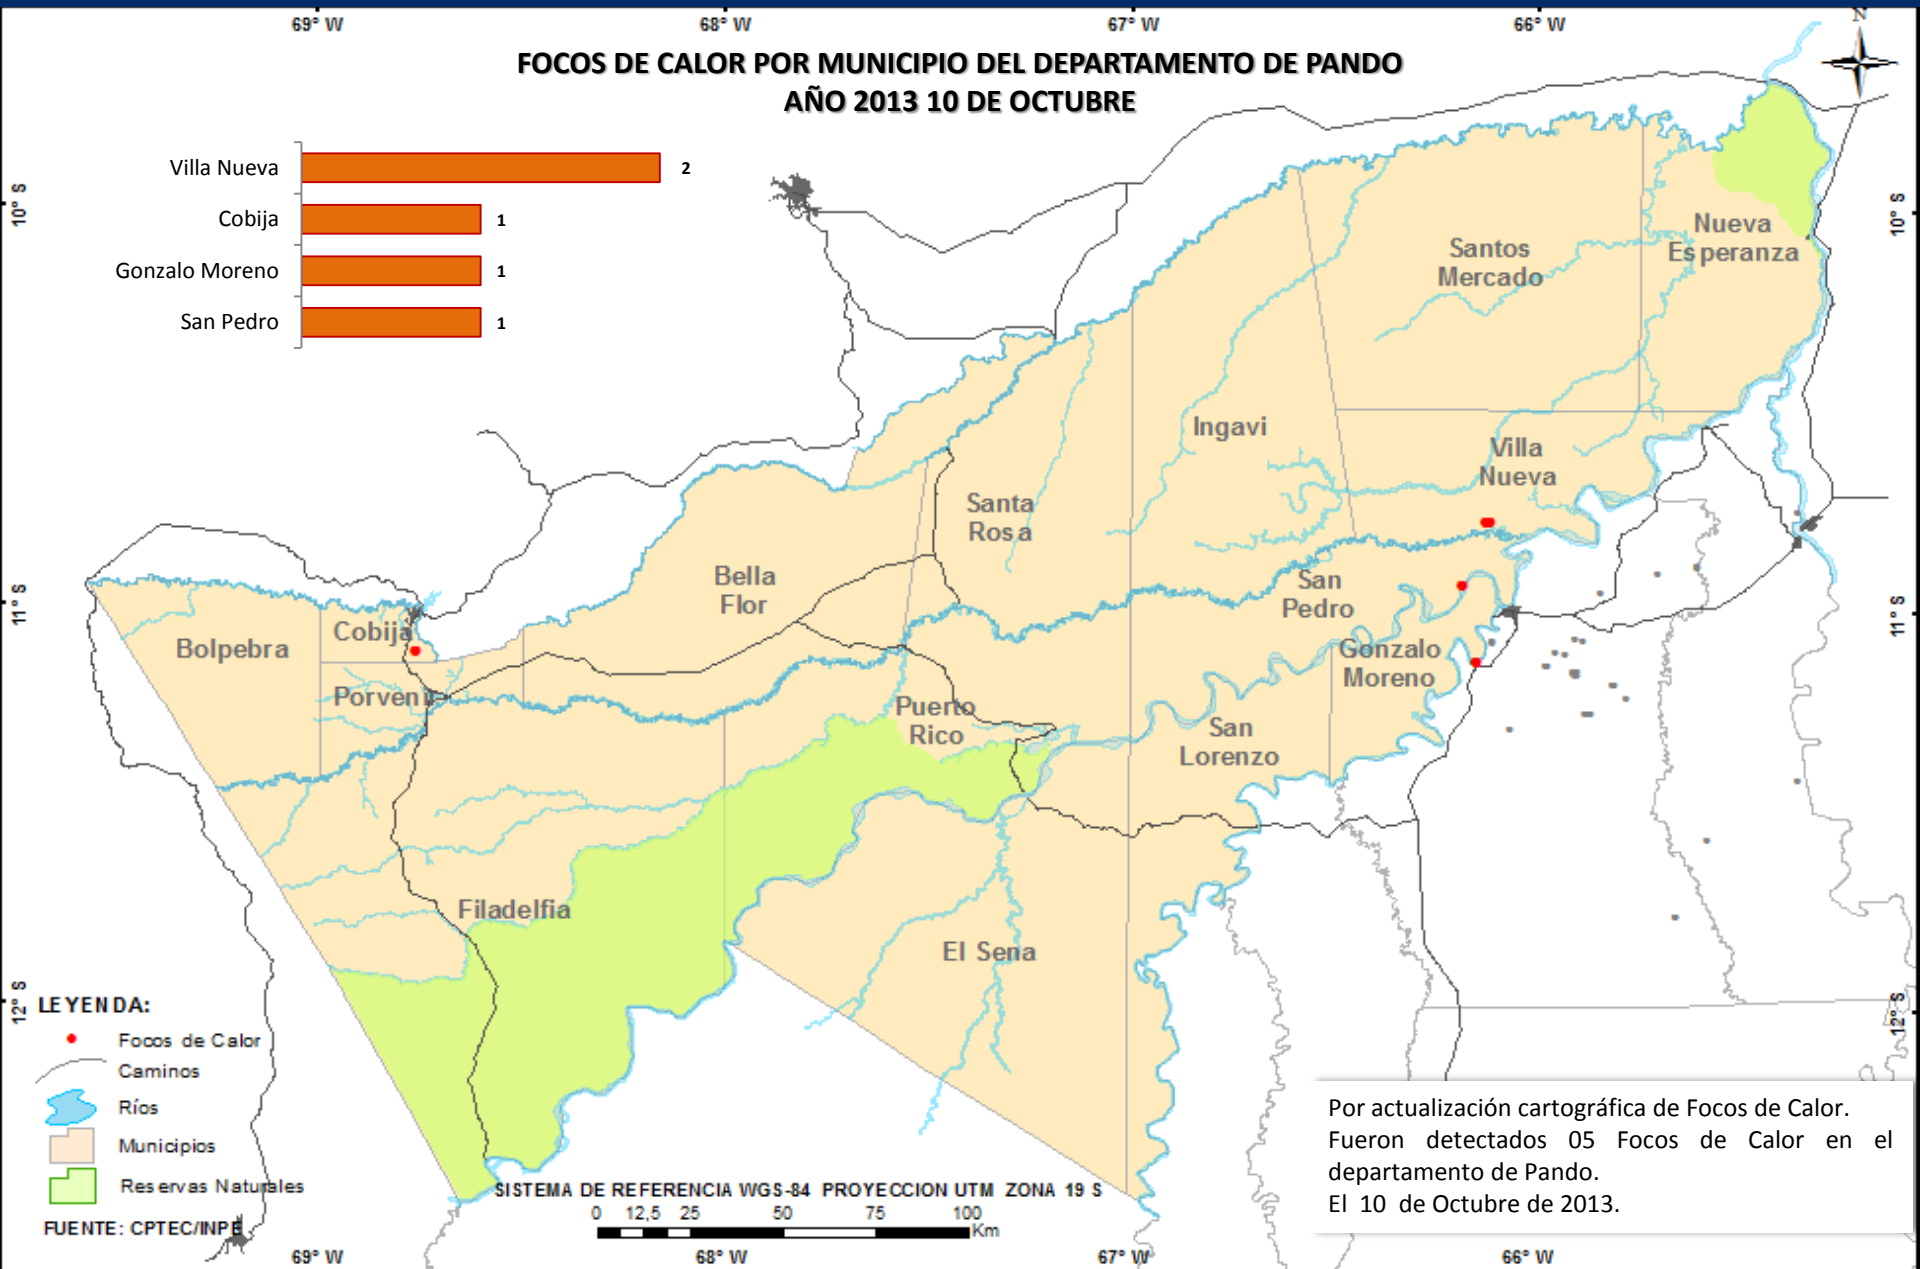 69° W
68° W
67° W
66° W
N
FOCOS DE CALOR POR MUNICIPIO DEL DEPARTAMENTO DE PANDO
AÑO 2013 10 DE OCTUBRE
Villa Nueva
2
Cobija
1
Gonzalo Moreno
1
San Pedro
1
10° S
10° S
11° S
11° S
12° S
12° S
Nueva
Esperanza
Santos
Mercado
Ingavi
Villa
Nueva
Santa
Rosa
Bella
Flor
San
Pedro
Cobija
Bolpebra
Gonzalo
Moreno
Porvenir
Puerto
Rico
San
Lorenzo
Filadelfia
El Sena
LEYENDA:
Focos de Calor
Caminos
Ríos
Municipios
Reservas Naturales
FUENTE: CPTEC/INPE
SISTEMA DE REFERENCIA WGS-84 PROYECCION UTM ZONA 19 S
0 12,5 25 50 75 100
Km
Por actualización cartográfica de Focos de Calor.
Fueron detectados 05 Focos de Calor en el
departamento de Pando.
El 10 de Octubre de 2013.
69° W
68° W
67° W
66° W